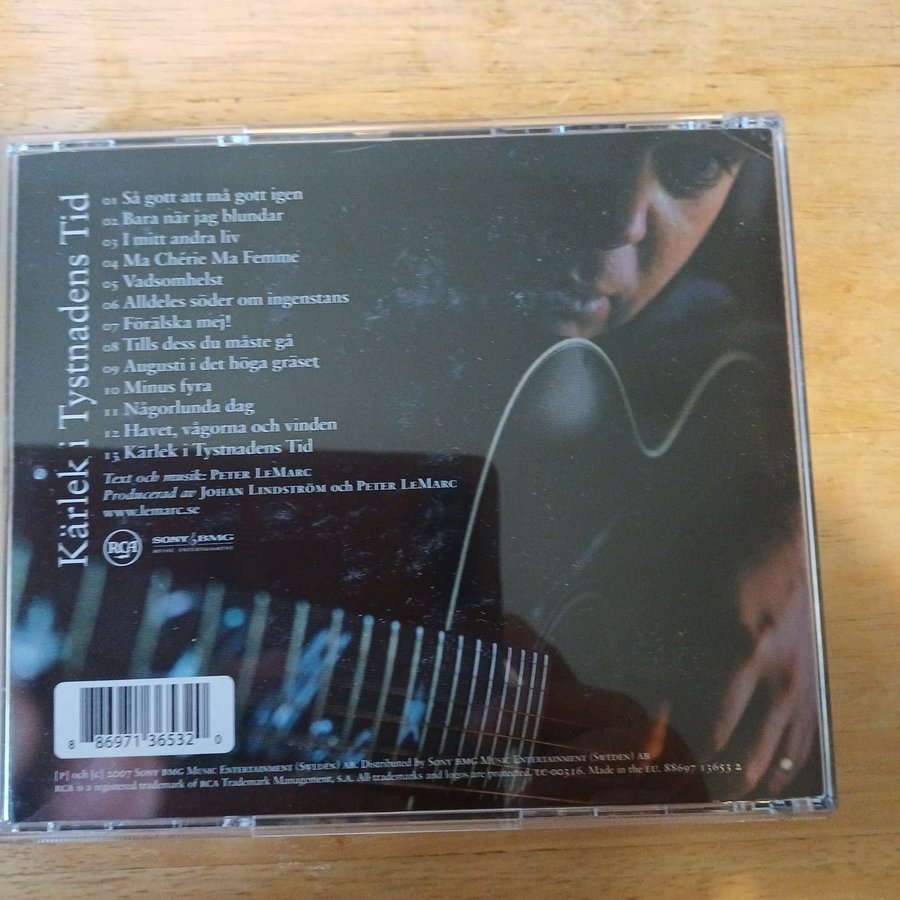 Kärlek i Tystnadens Tid
01 Så gott att må gott igen
02 Bara när jag blundar
03 I mitt andra liv
04 Ma Chérie Ma Femme
05 Vadsomhelst
06 Alldeles söder om ingenstans
07 Förälska mej!
08 Tills dess du måste gå
09 Augusti i det höga gräset
10 Minus fyra
11 Någorlunda dag
12 Havet, vågorna och vinden
13 Kärlek i Tystnadens Tid
Text och musik: Peter LeMarc
Producerad av Johan Lindström och Peter LeMarc
www.lemarc.se
RCA
SONY BMG
MUSIC ENTERTAINMENT
8 86971 36532 0
[P] och [C] 2007 Sony BMG Music Entertainment (Sweden) AB. Distributed by Sony BMG Music Entertainment (Sweden) AB
RCA is a registered trademark of RCA Trademark Management, S.A. All trademarks and logos are protected. LC 00316. Made in the EU. 88697 13653 2